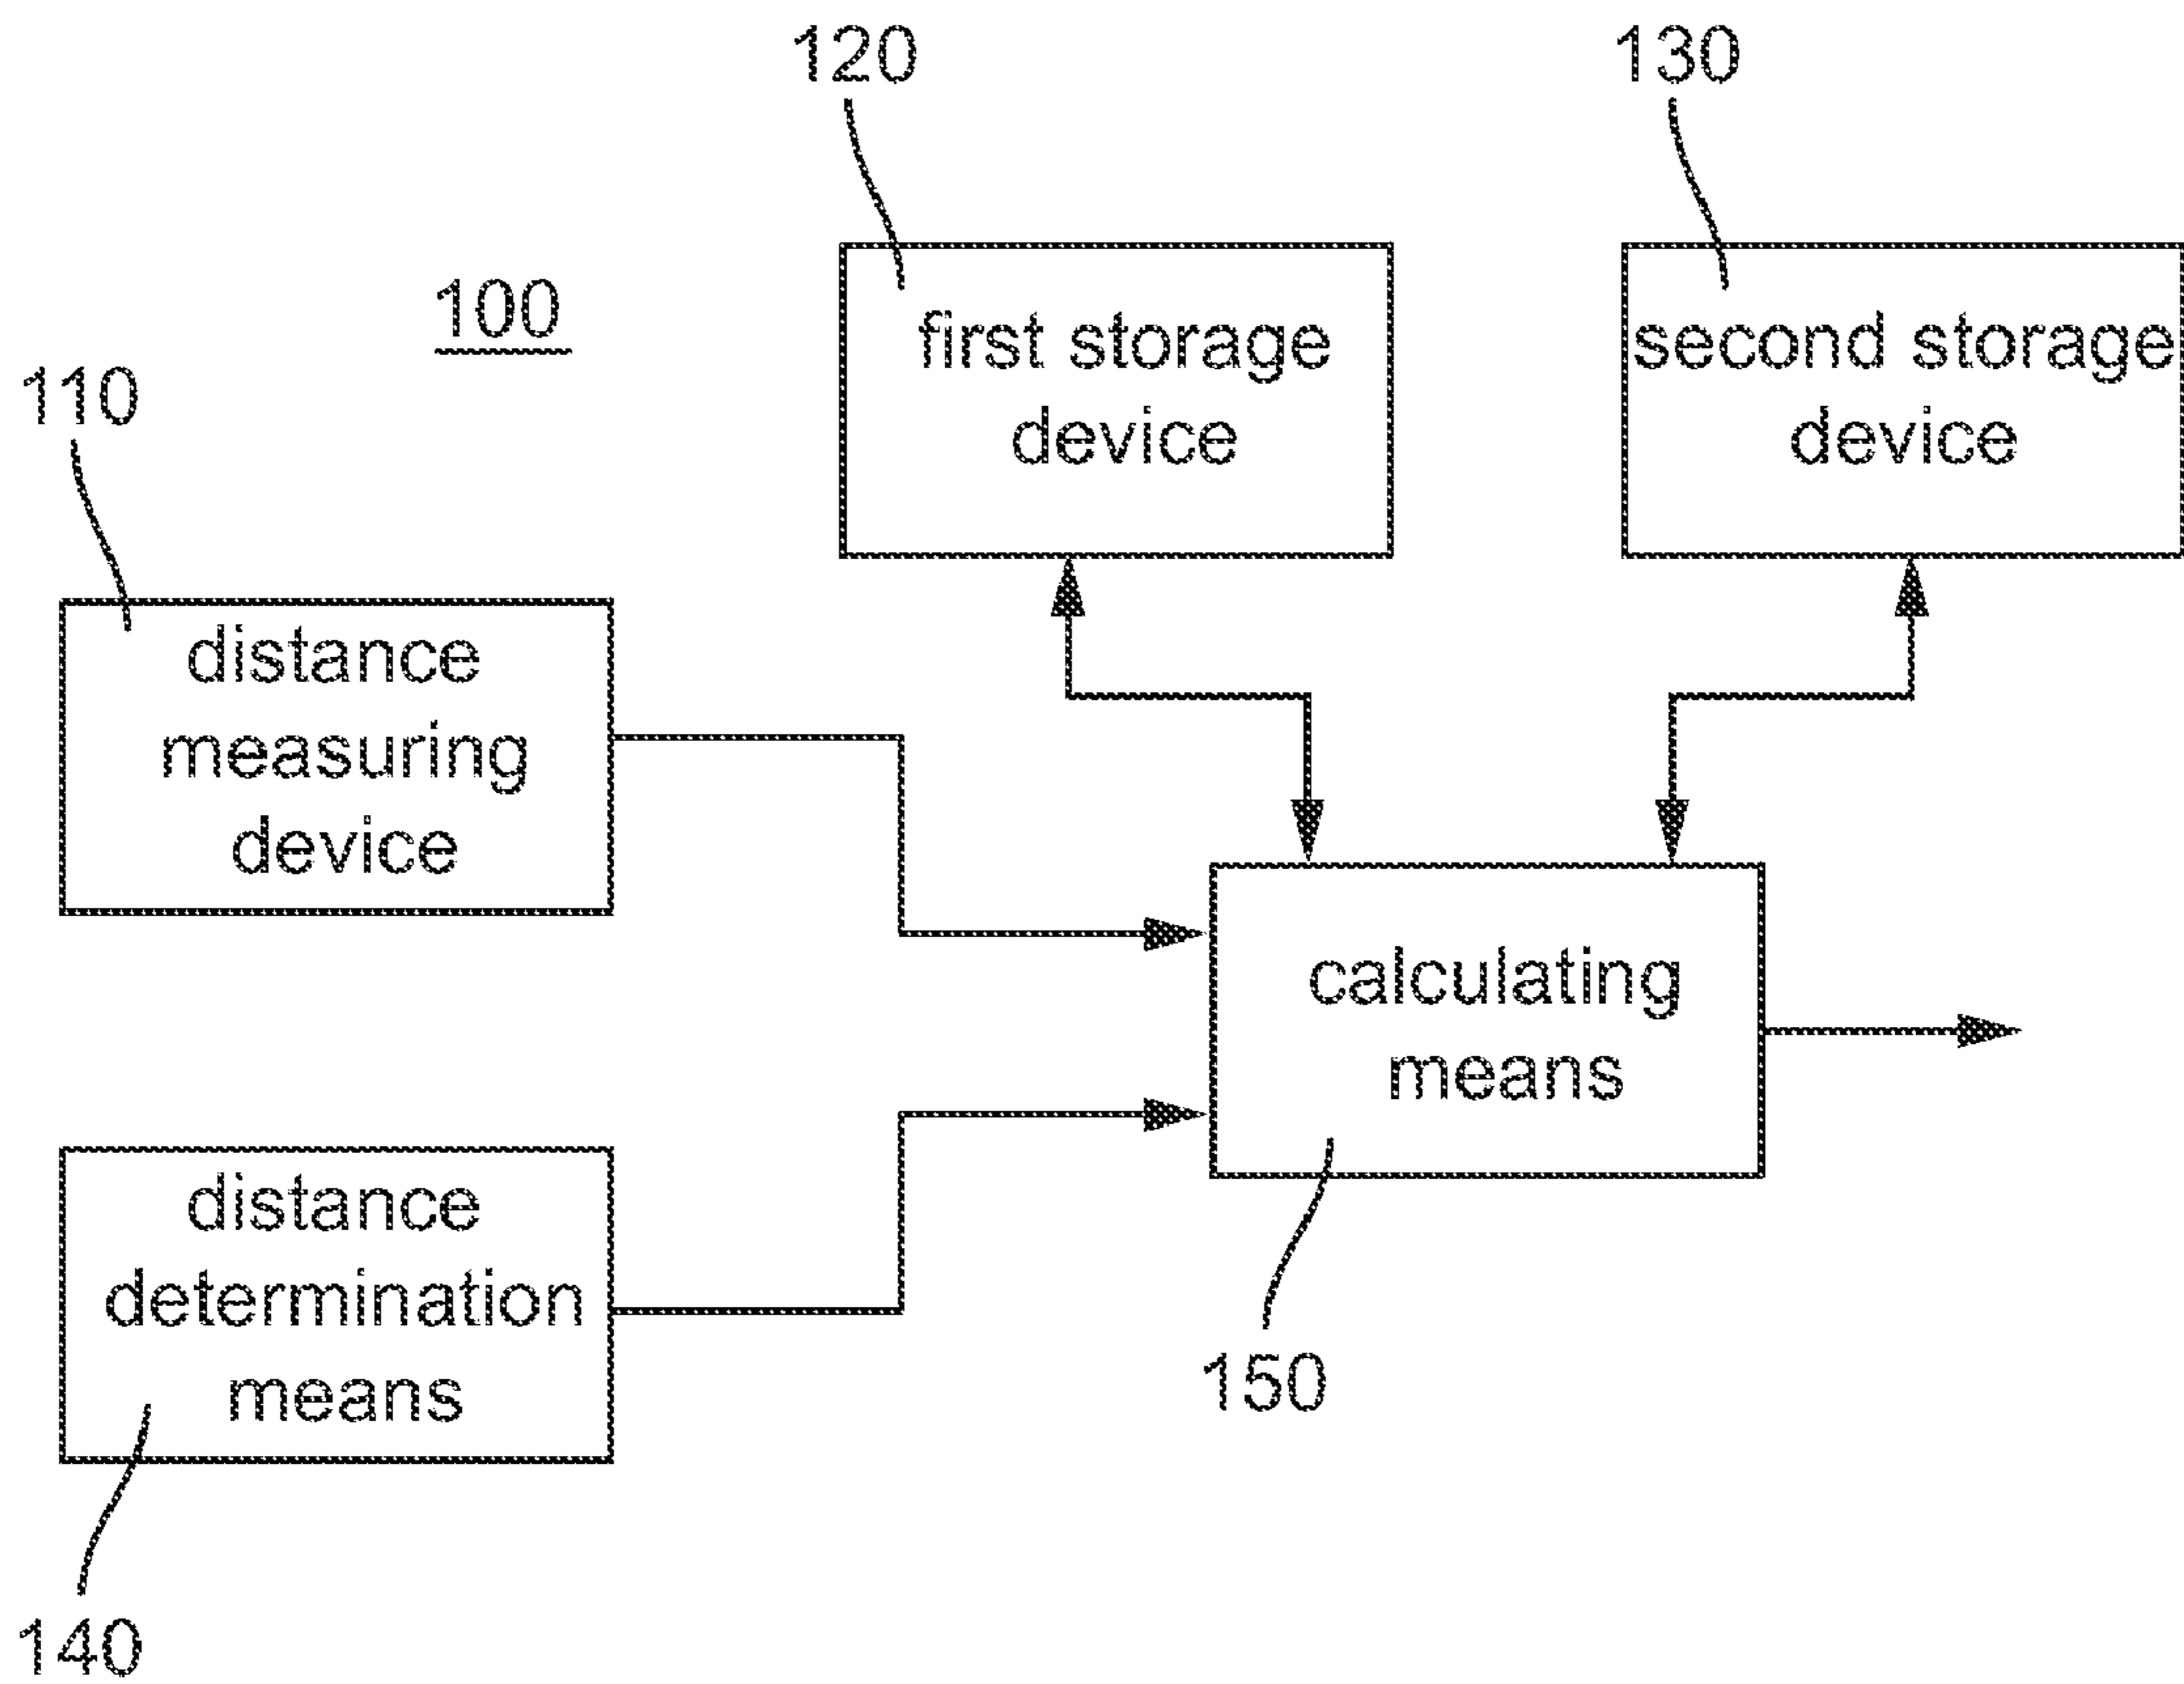 120
130
100
110
first storage
device
second storage
device
distance
measuring
device
calculating
means
distance
determination
means
150
140